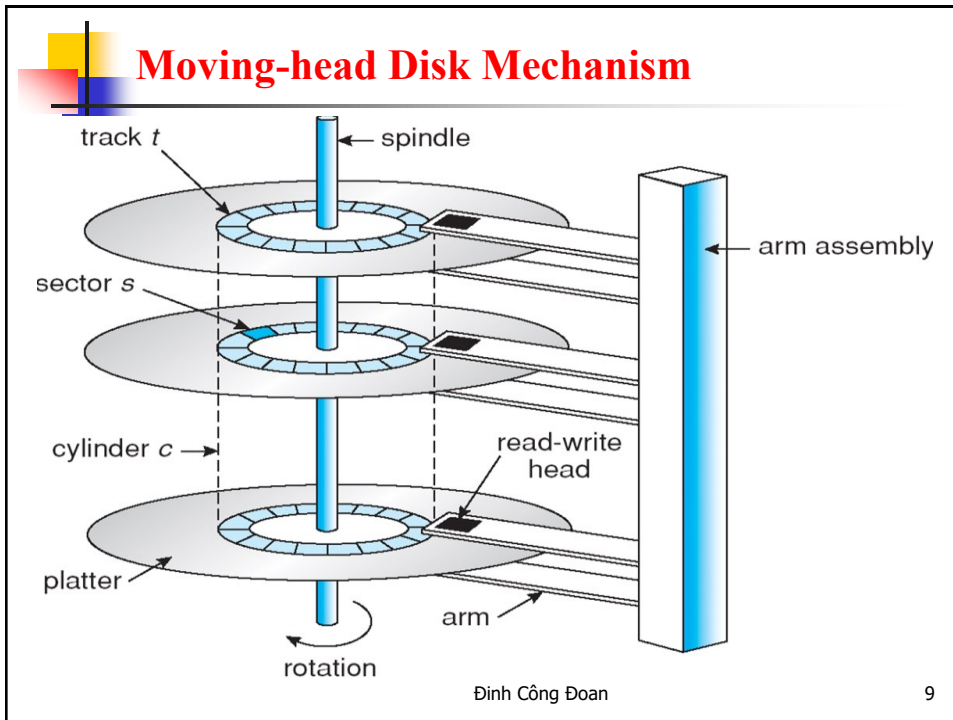 Moving-head Disk Mechanism
track t
spindle
arm assembly
sector s
cylinder c
read-write
head
platter
arm
rotation
Đinh Công Đoan
9